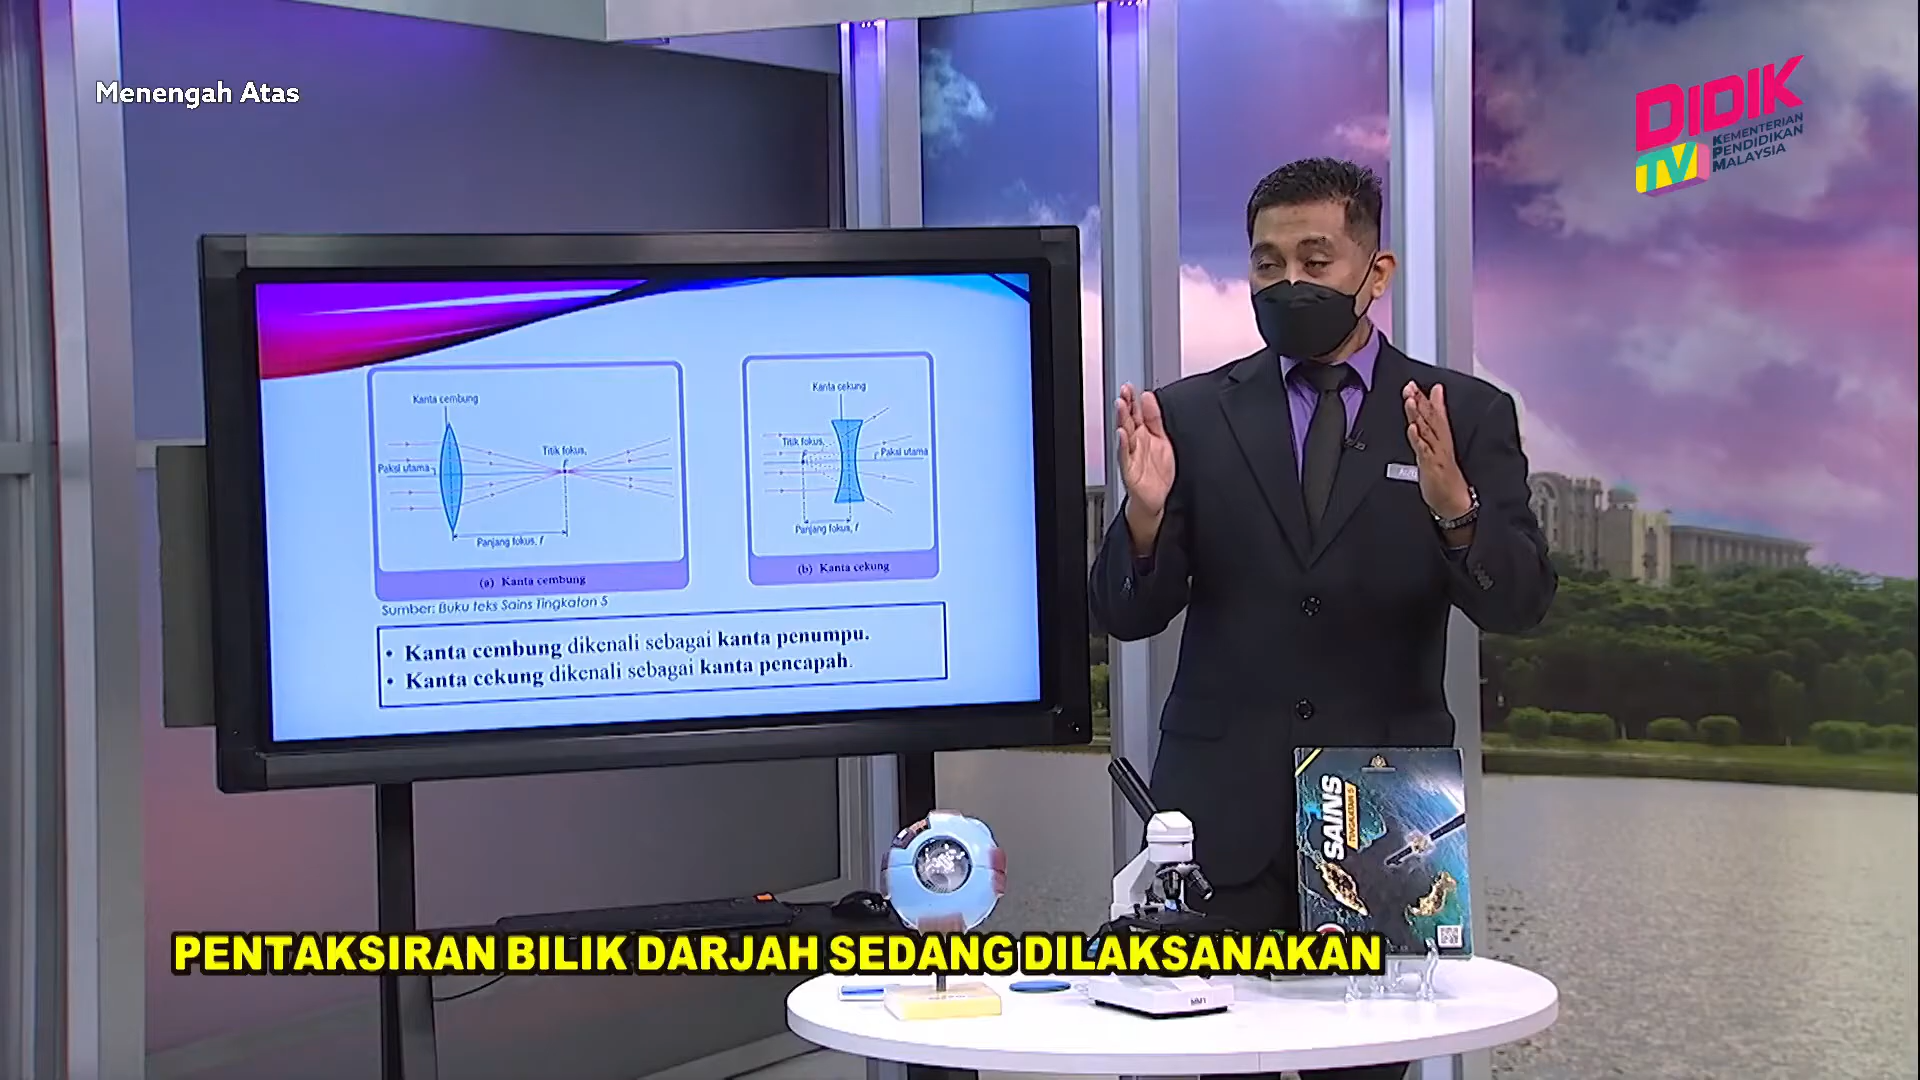 Menengah Atas
DIDIK
TV
KEMENTERIAN
PENDIDIKAN
MALAYSIA
Kanta cembung
Paksi utama
Titik fokus,
F
Panjang fokus, f
(a) Kanta cembung
Kanta cekung
Titik fokus,
F
Paksi utama
Panjang fokus, f
(b) Kanta cekung
Sumber: Buku teks Sains Tingkatan 5
• Kanta cembung dikenali sebagai kanta penumpu.
• Kanta cekung dikenali sebagai kanta pencapah.
SAINS
TINGKATAN 5
MM1
PENTAKSIRAN BILIK DARJAH SEDANG DILAKSANAKAN